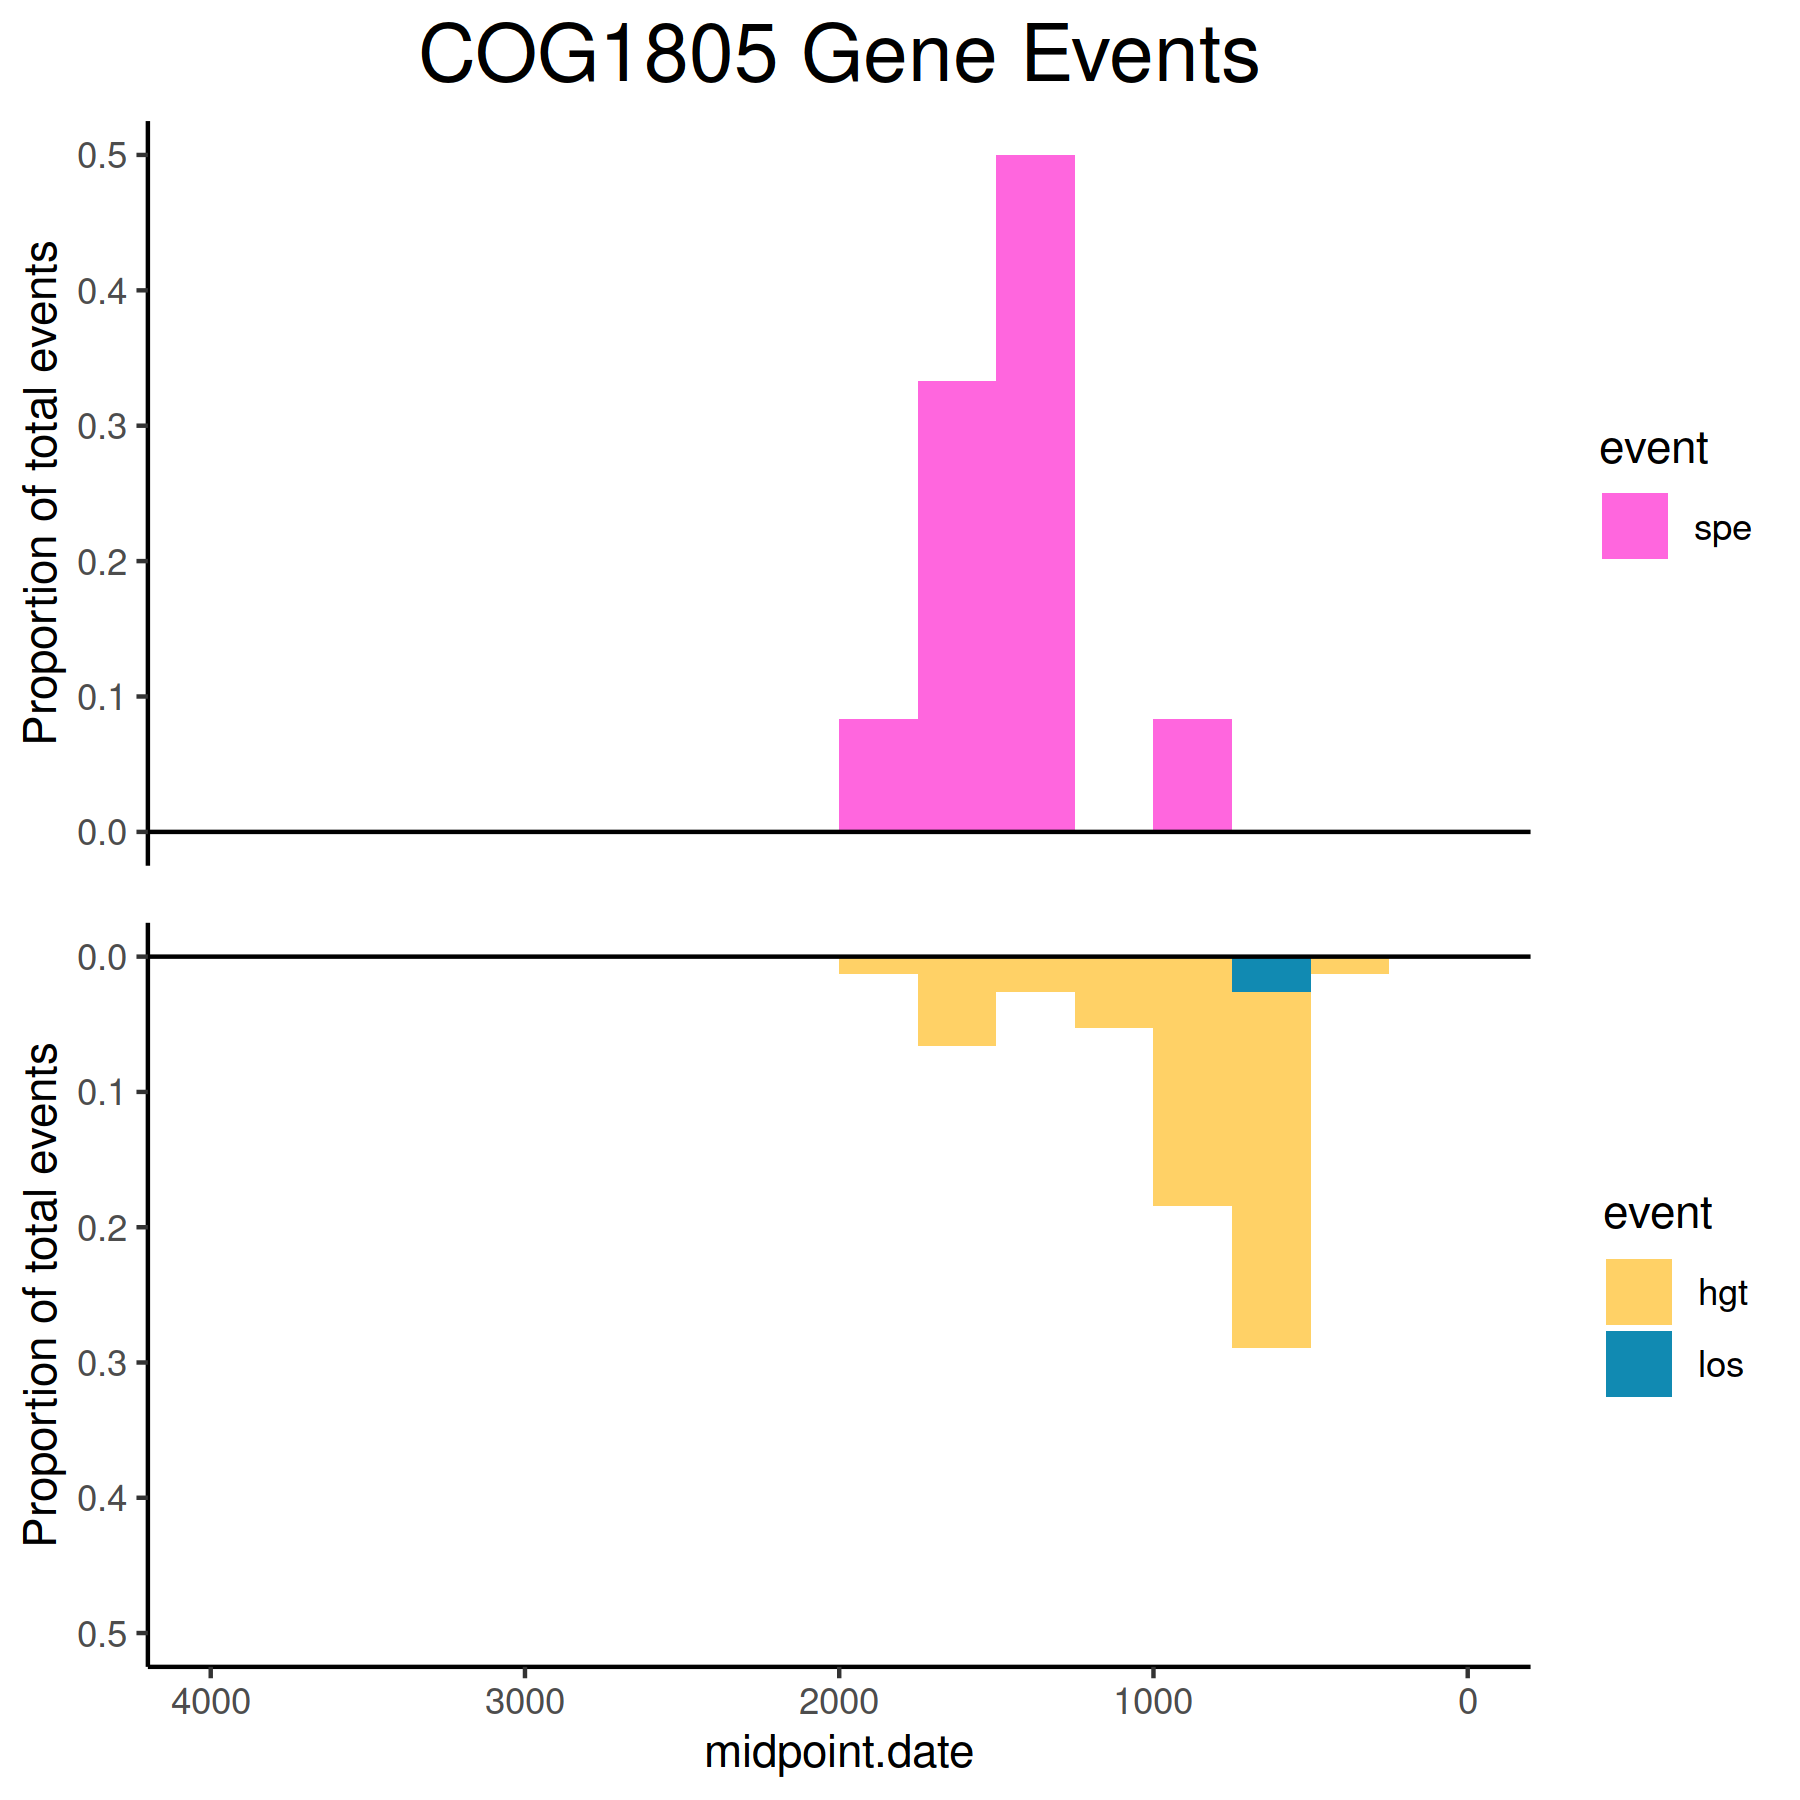 COG1805 Gene Events
Proportion of total events
0.5
0.4
0.3
0.2
0.1
0.0
event
spe
Proportion of total events
0.0
0.1
0.2
0.3
0.4
0.5
event
hgt
los
4000 3000 2000 1000 0
midpoint.date